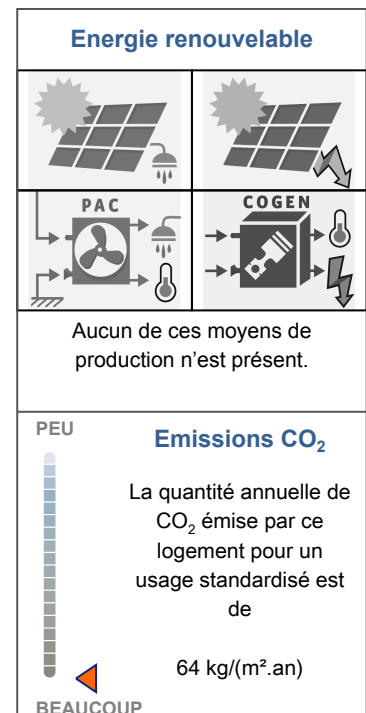 Energie renouvelable
PAC
COGEN
Aucun de ces moyens de
production n'est présent.
PEU
Emissions CO₂
La quantité annuelle de
CO₂ émise par ce
logement pour un
usage standardisé est
de
64 kg/(m².an)
BEAUCOUP